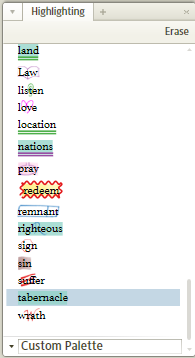 Highlighting
Erase
land
Law
listen
love
location
nations
pray
redeem
remnant
righteous
sign
sin
suffer
tabernacle
wrath
Custom Palette